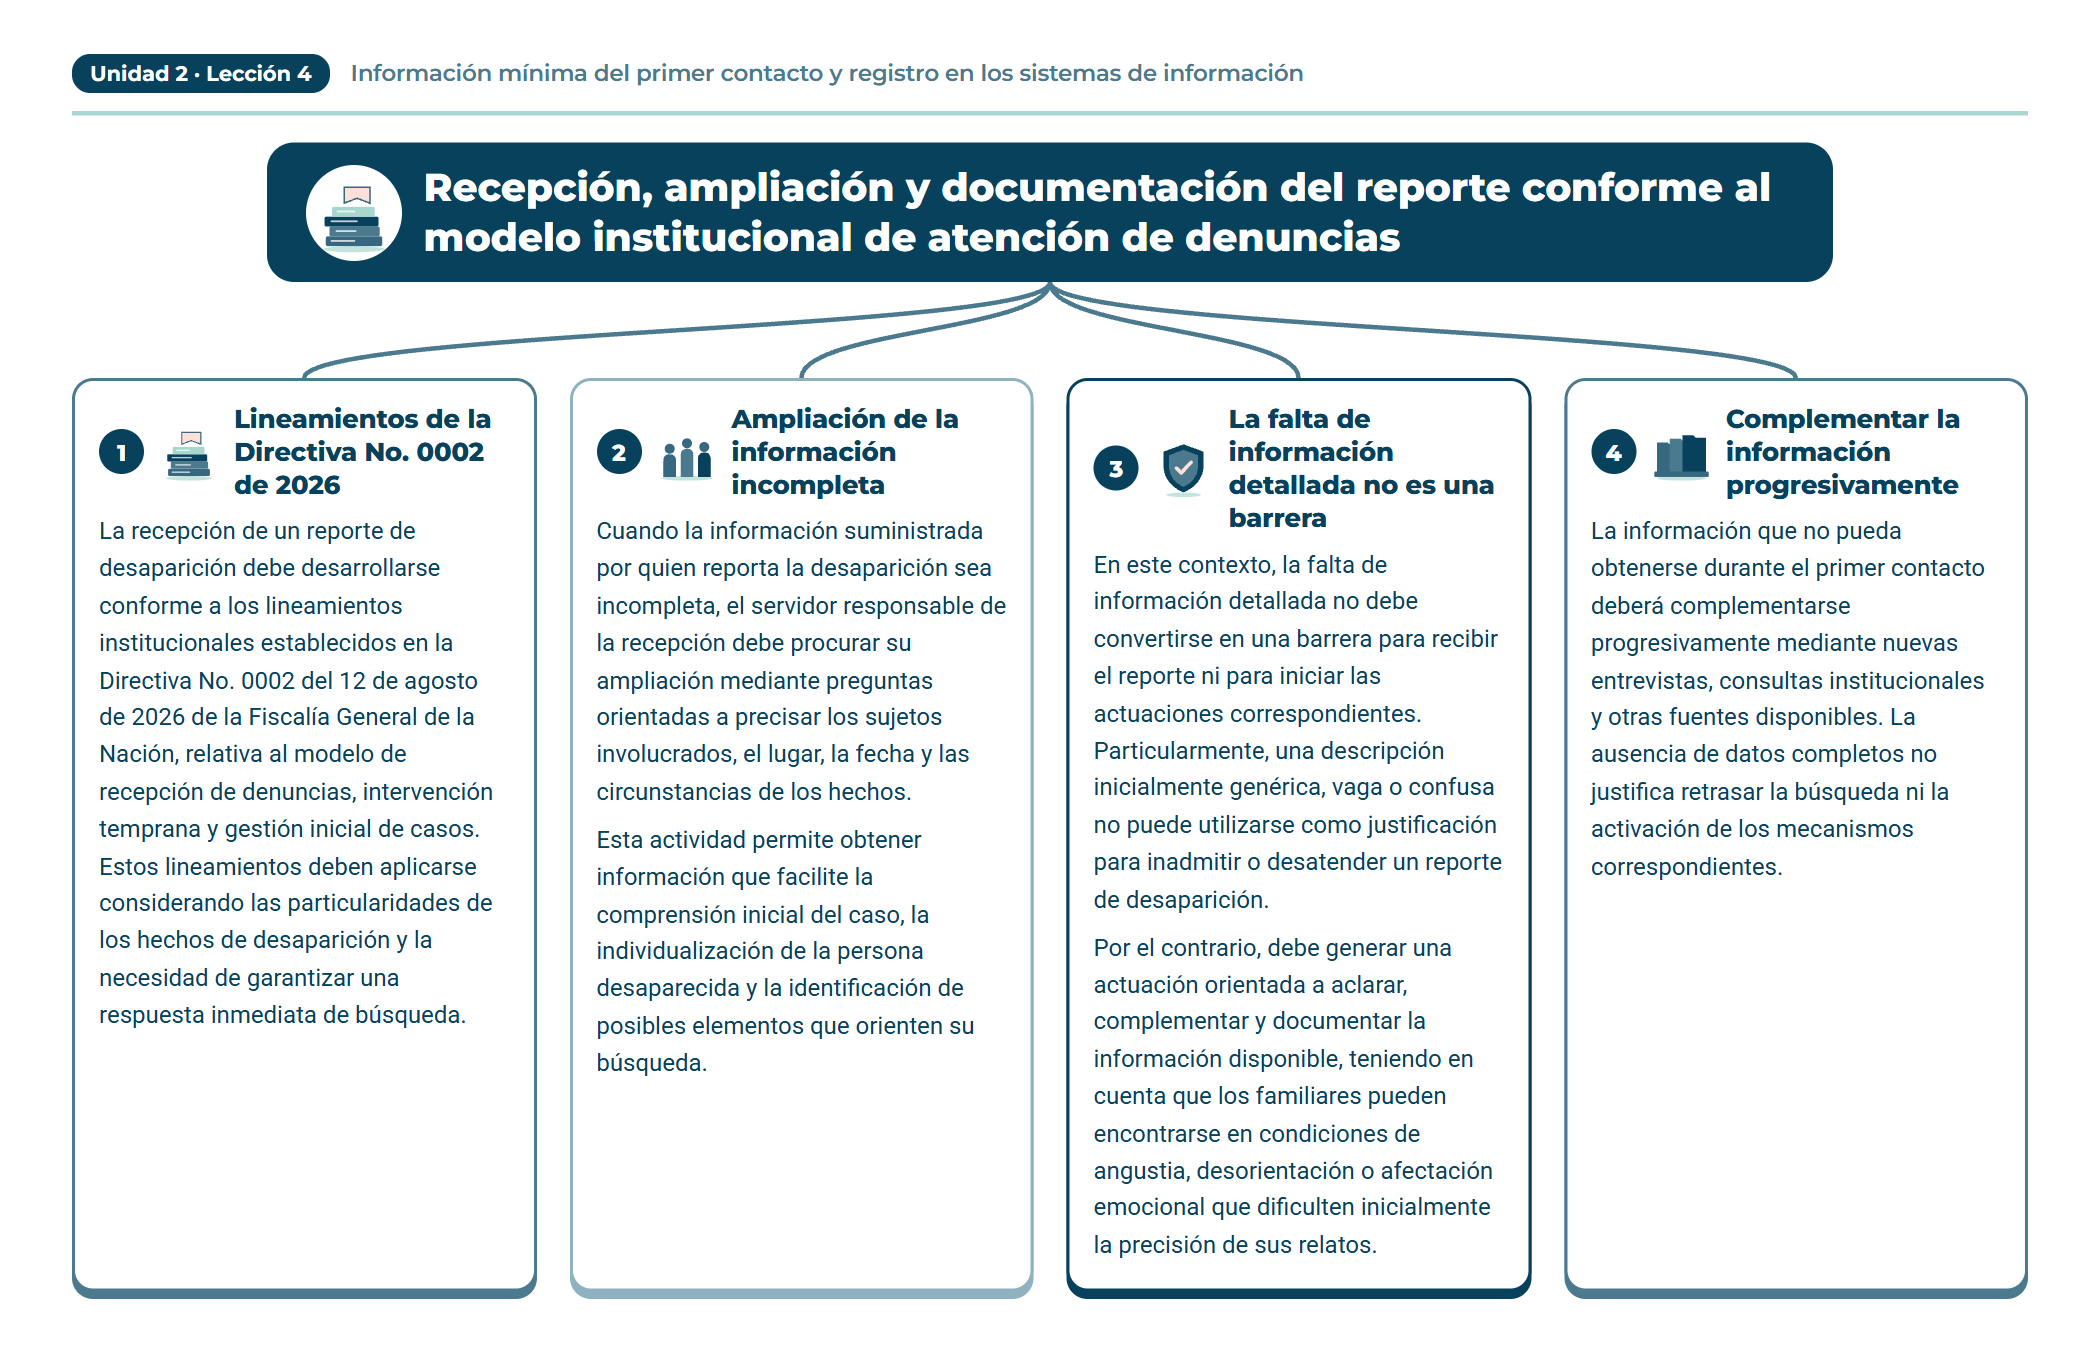 Unidad 2 · Lección 4
Información mínima del primer contacto y registro en los sistemas de información
Recepción, ampliación y documentación del reporte conforme al
modelo institucional de atención de denuncias
1
Lineamientos de la
Directiva No. 0002
de 2026
La recepción de un reporte de
desaparición debe desarrollarse
conforme a los lineamientos
institucionales establecidos en la
Directiva No. 0002 del 12 de agosto
de 2026 de la Fiscalía General de la
Nación, relativa al modelo de
recepción de denuncias, intervención
temprana y gestión inicial de casos.
Estos lineamientos deben aplicarse
considerando las particularidades de
los hechos de desaparición y la
necesidad de garantizar una
respuesta inmediata de búsqueda.
2
Ampliación de la
información
incompleta
Cuando la información suministrada
por quien reporta la desaparición sea
incompleta, el servidor responsable de
la recepción debe procurar su
ampliación mediante preguntas
orientadas a precisar los sujetos
involucrados, el lugar, la fecha y las
circunstancias de los hechos.
Esta actividad permite obtener
información que facilite la
comprensión inicial del caso, la
individualización de la persona
desaparecida y la identificación de
posibles elementos que orienten su
búsqueda.
3
La falta de
información
detallada no es una
barrera
En este contexto, la falta de
información detallada no debe
convertirse en una barrera para recibir
el reporte ni para iniciar las
actuaciones correspondientes.
Particularmente, una descripción
inicialmente genérica, vaga o confusa
no puede utilizarse como justificación
para inadmitir o desatender un reporte
de desaparición.
Por el contrario, debe generar una
actuación orientada a aclarar,
complementar y documentar la
información disponible, teniendo en
cuenta que los familiares pueden
encontrarse en condiciones de
angustia, desorientación o afectación
emocional que dificulten inicialmente
la precisión de sus relatos.
4
Complementar la
información
progresivamente
La información que no pueda
obtenerse durante el primer contacto
deberá complementarse
progresivamente mediante nuevas
entrevistas, consultas institucionales
y otras fuentes disponibles. La
ausencia de datos completos no
justifica retrasar la búsqueda ni la
activación de los mecanismos
correspondientes.